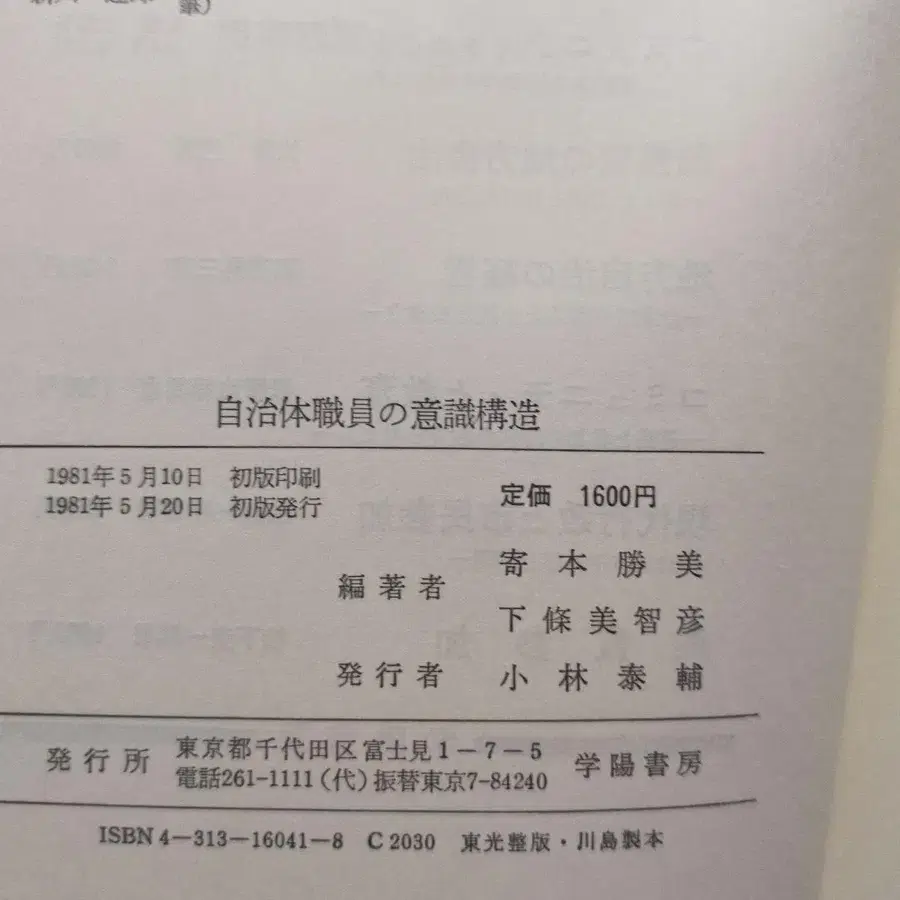 筆)
自治体職員の意識構造
1981年5月10日 初版印刷
1981年5月20日 初版発行
定価 1600円
編著者
寄本勝美
下條美智彦
発行者 小林泰輔
発行所
東京都千代田区富士見1-7-5
電話261-1111(代)振替東京7-84240
学陽書房
ISBN4-313-16041-8 C2030 東光整版・川島製本